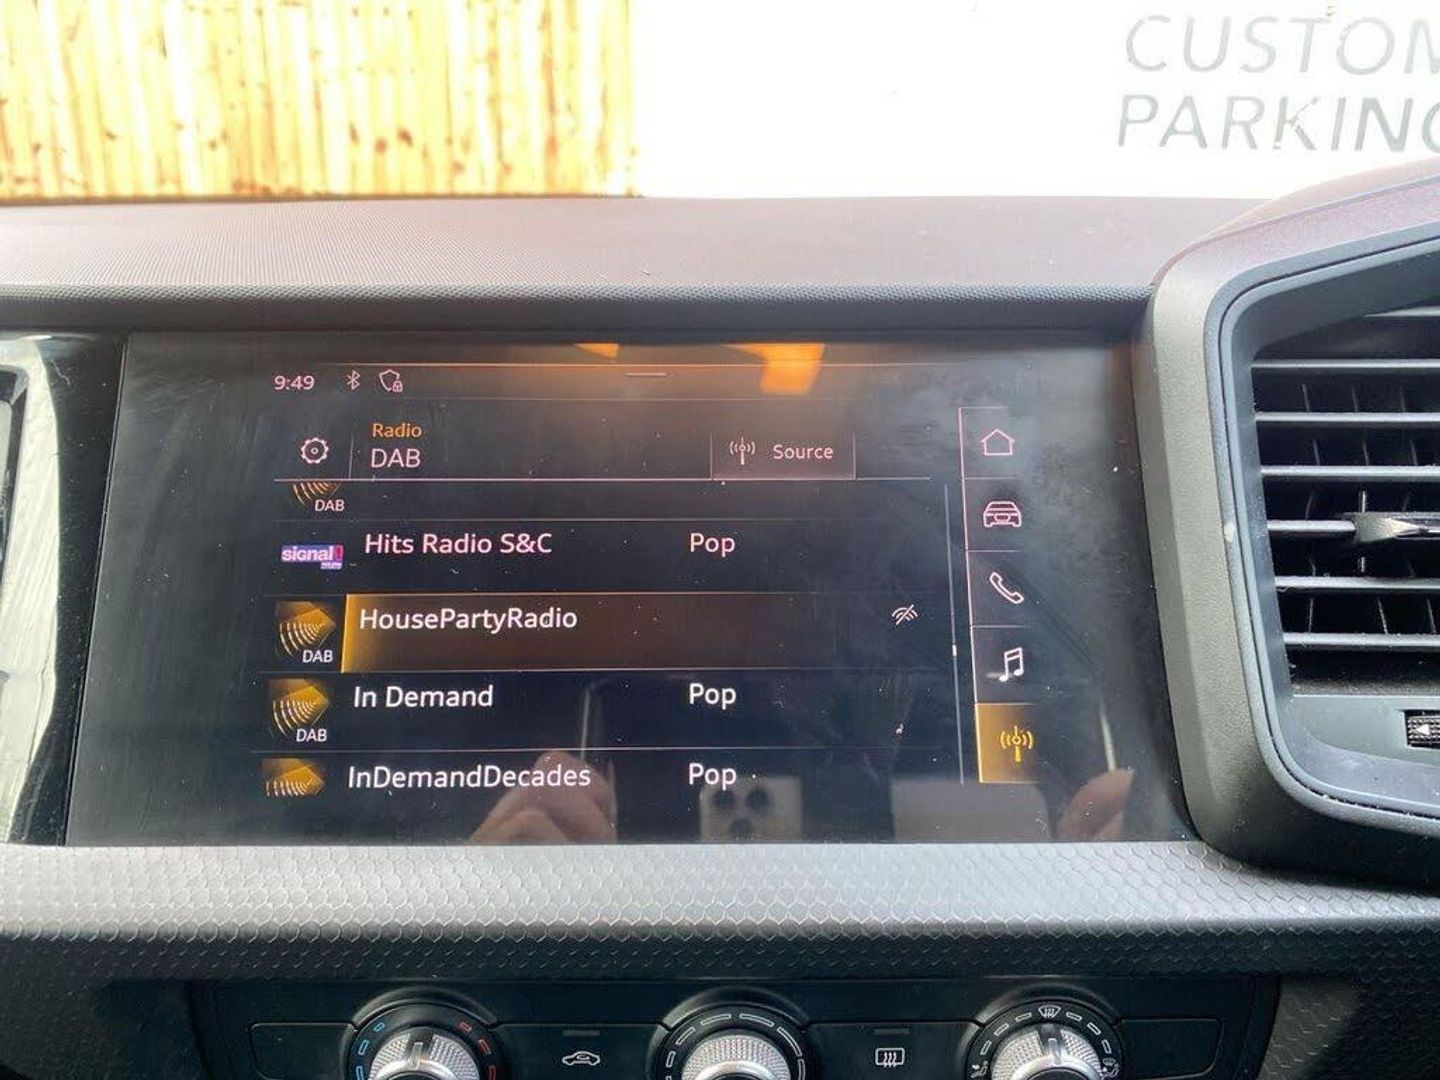 CUSTOM
PARKING
9:49
Radio
DAB
Source
DAB
signal1
Hits Radio S&C Pop
HousePartyRadio
DAB
In Demand Pop
DAB
InDemandDecades Pop